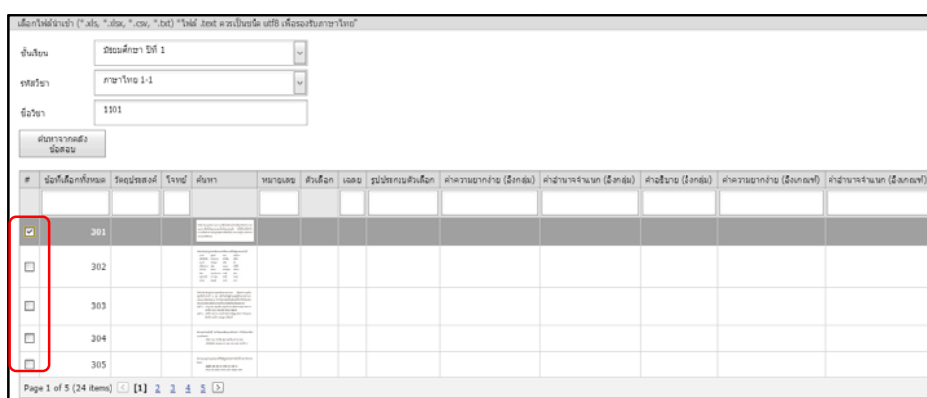 เลือกไฟล์นำเข้า (*.xls, *.xlsx, *.csv, *.txt) "ไฟล์ .text ควรเป็นชนิด utf8 เพื่อรองรับภาษาไทย"
ชั้นเรียน มัธยมศึกษา ปีที่ 1
รหัสวิชา ภาษาไทย 1-1
ชื่อวิชา 1101
ค้นหาจากคลัง
ข้อสอบ
# ข้อที่เลือกทั้งหมด วัตถุประสงค์ โจทย์ ค้นหา หมายเลข ตัวเลือก เฉลย รูปประกอบตัวเลือก ค่าความยากง่าย (อิงกลุ่ม) ค่าอำนาจจำแนก (อิงกลุ่ม) คำอธิบาย (อิงกลุ่ม) ค่าความยากง่าย (อิงเกณฑ์) ค่าอำนาจจำแนก (อิงเกณฑ์)
301
302
303
304
305
Page 1 of 5 (24 items) [1] 2 3 4 5